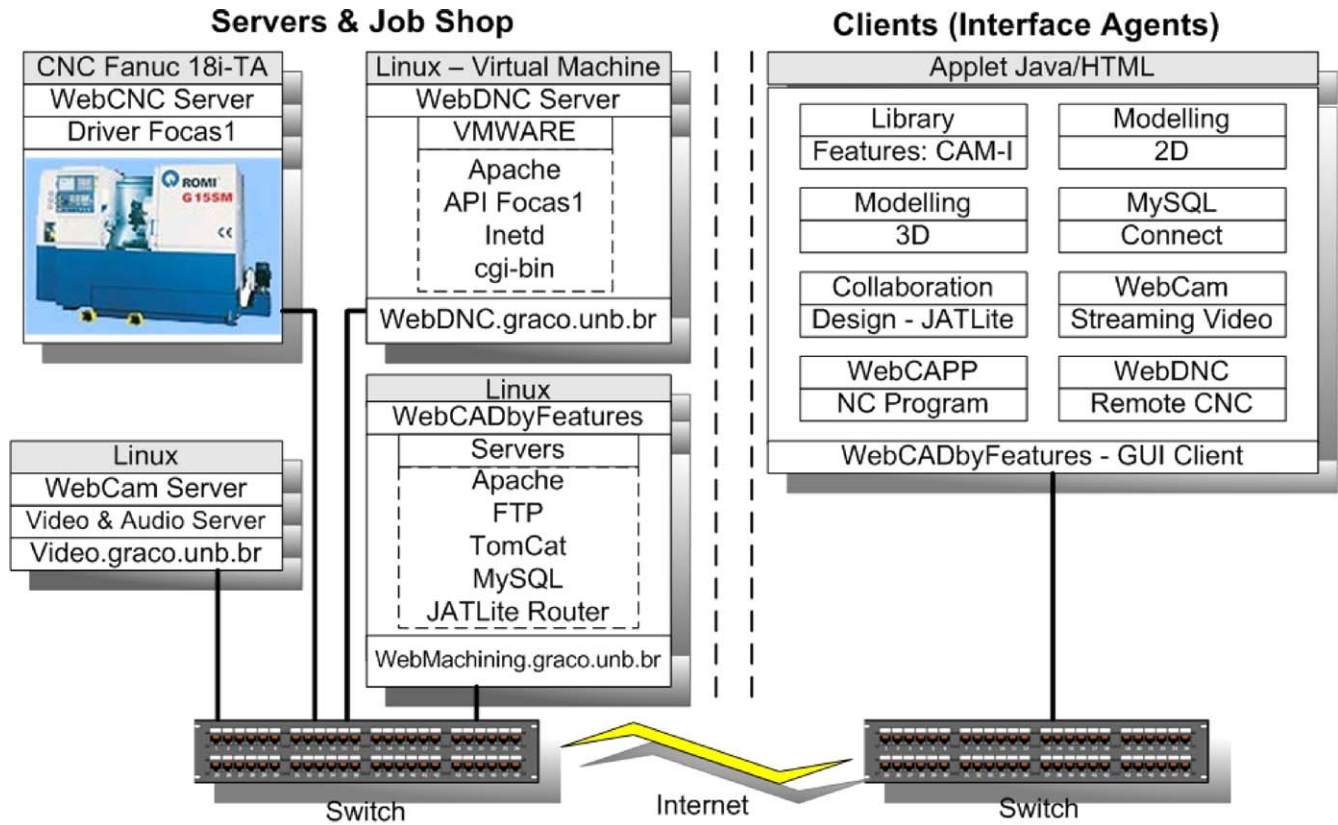 Servers & Job Shop
CNC Fanuc 18i-TA
WebCNC Server
Driver Focas1
ROMI
G 15SM
CE
Linux – Virtual Machine
WebDNC Server
VMWARE
Apache
API Focas1
Inetd
cgi-bin
WebDNC.graco.unb.br
Linux
WebCam Server
Video & Audio Server
Video.graco.unb.br
Linux
WebCADbyFeatures
Servers
Apache
FTP
TomCat
MySQL
JATLite Router
WebMachining.graco.unb.br
Switch
Internet
Clients (Interface Agents)
Applet Java/HTML
Library
Features: CAM-I
Modelling
2D
Modelling
3D
MySQL
Connect
Collaboration
Design - JATLite
WebCam
Streaming Video
WebCAPP
NC Program
WebDNC
Remote CNC
WebCADbyFeatures - GUI Client
Switch